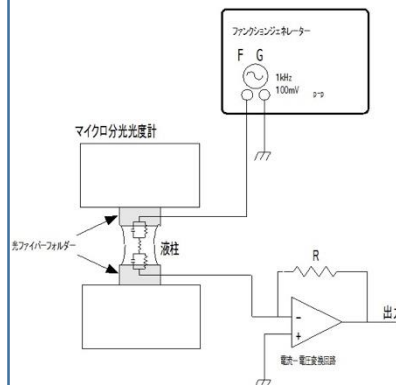 ファンクションジェネレーター
F G
1kHz
100mV p-p
マイクロ分光光度計
光ファイバーフォルダー
液柱
R
-
+
出力
電流－電圧変換回路